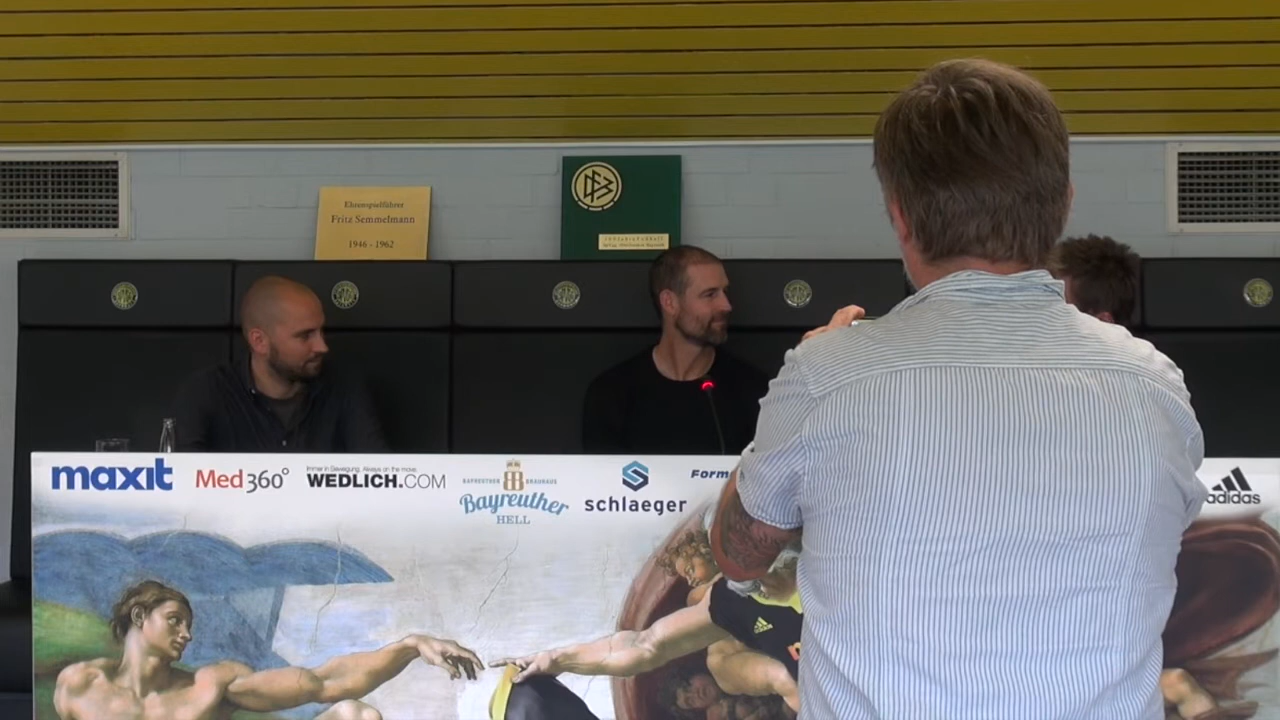 Ehrenspielführer
Fritz Semmelmann
1946 - 1962
DFB
maxit
Med360°
Immer in Bewegung. Always on the move.
WEDLICH.COM
BAYREUTHER BRAUHAUS
Bayreuther
HELL
schlaeger
Form
adidas